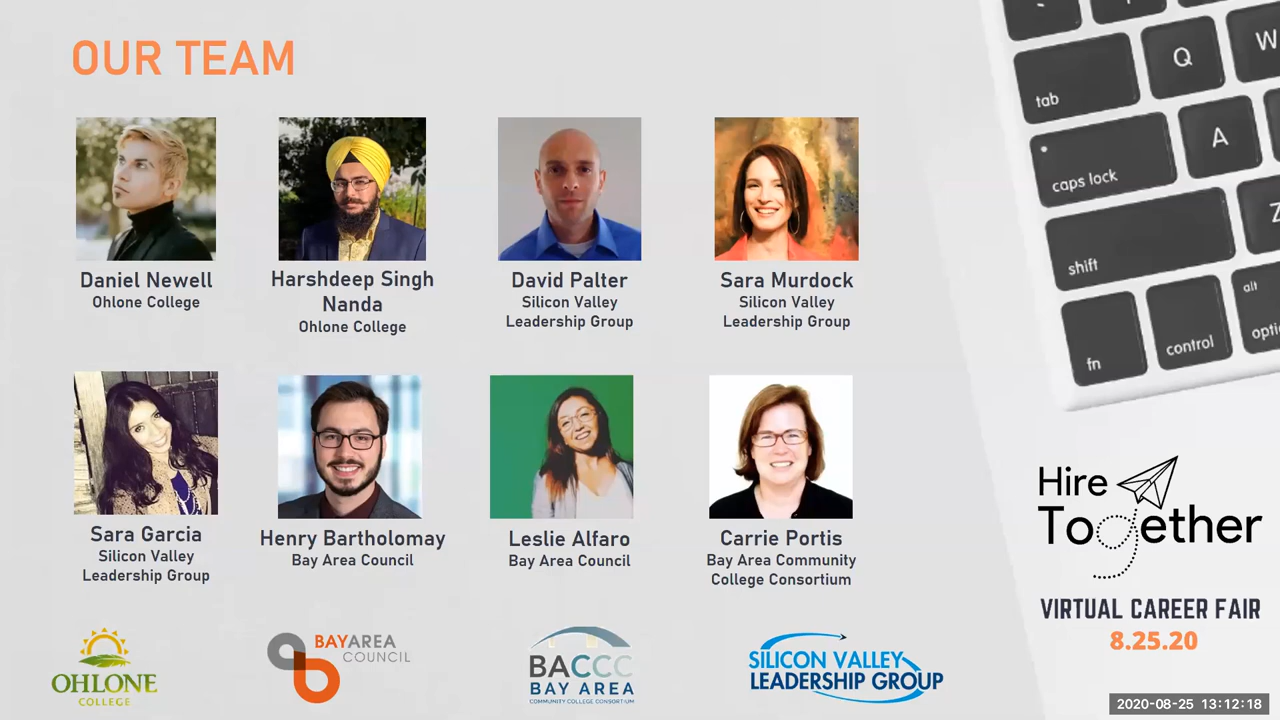 OUR TEAM
Daniel Newell
Ohlone College
Harshdeep Singh
Nanda
Ohlone College
David Palter
Silicon Valley
Leadership Group
Sara Murdock
Silicon Valley
Leadership Group
Sara Garcia
Silicon Valley
Leadership Group
Henry Bartholomay
Bay Area Council
Leslie Alfaro
Bay Area Council
Carrie Portis
Bay Area Community
College Consortium
OHLONE
COLLEGE
BAYAREA
COUNCIL
BACCC
BAY AREA
COMMUNITY COLLEGE CONSORTIUM
SILICON VALLEY
LEADERSHIP GROUP
Q
W
tab
A
caps lock
Z
shift
alt
fn
control
optio
Hire
Together
VIRTUAL CAREER FAIR
8.25.20
2020-08-25 13:12:18